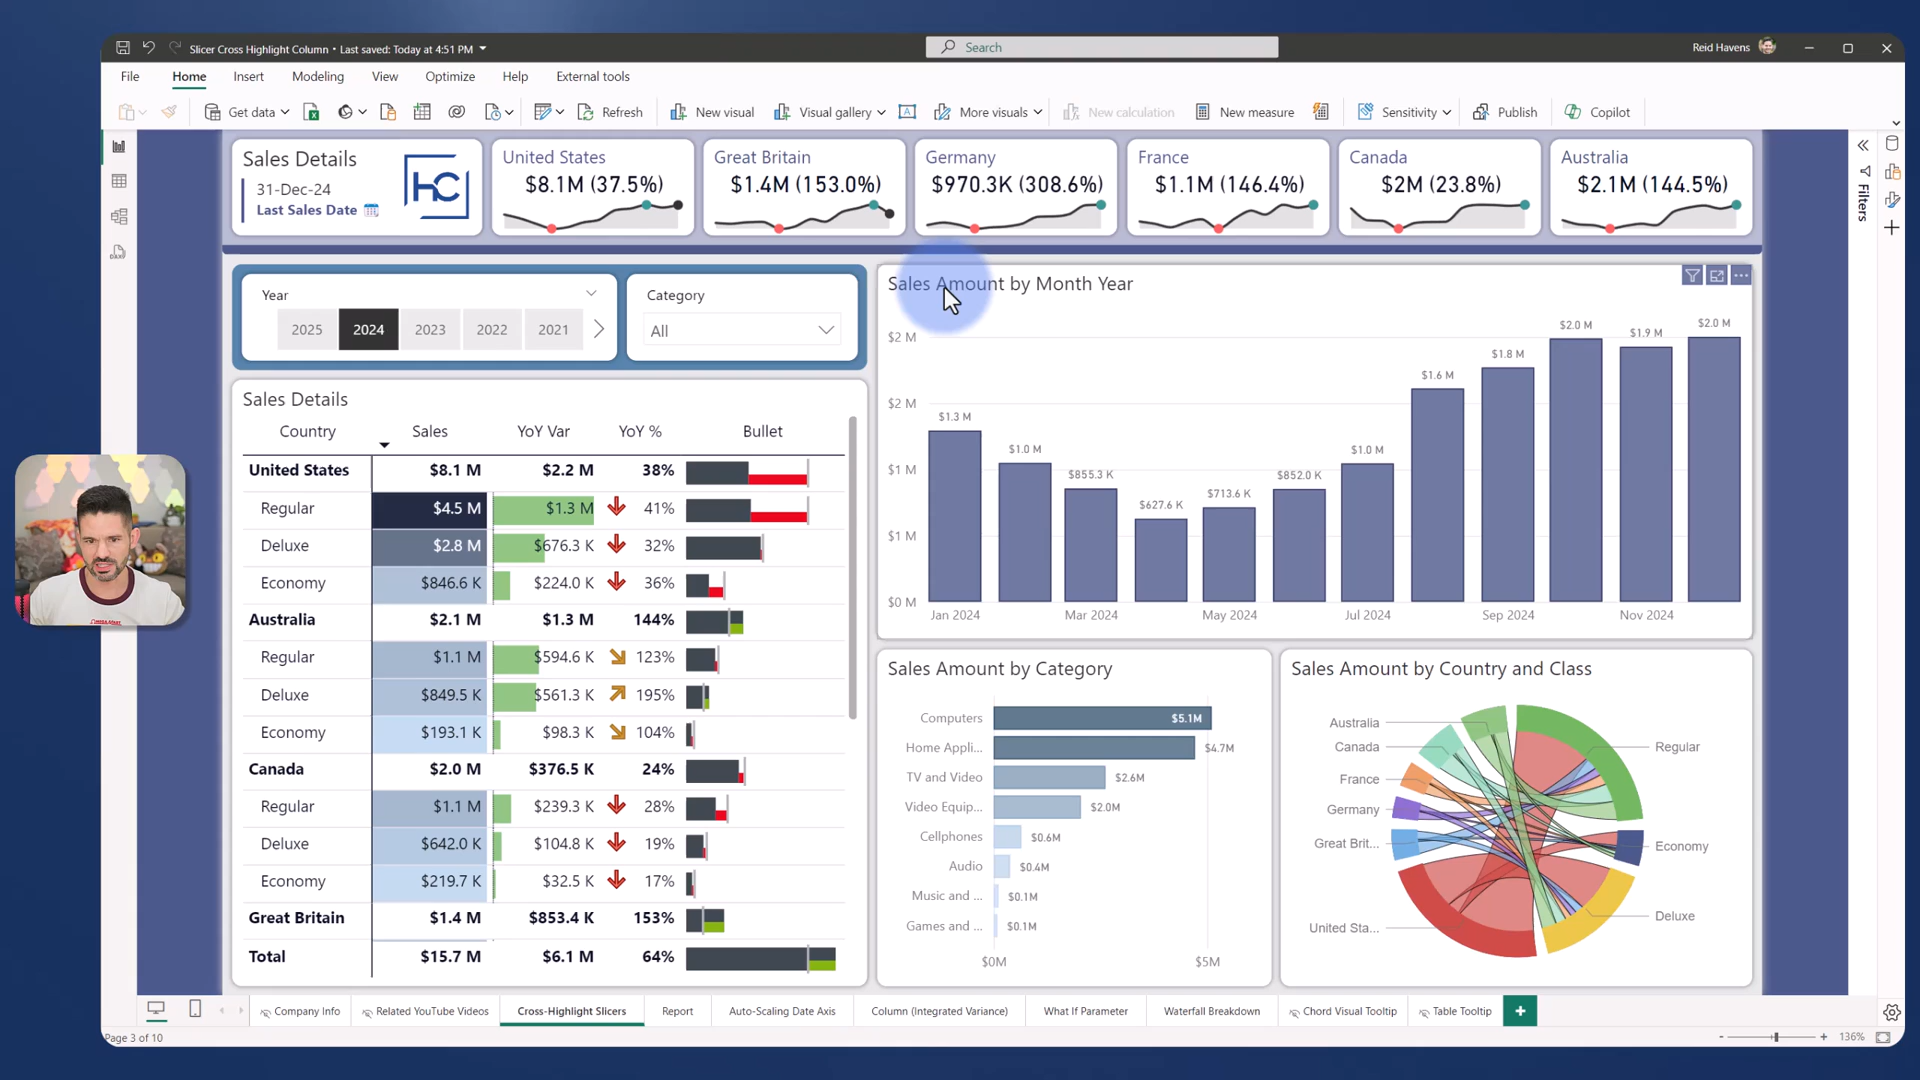 Slicer Cross Highlight Column • Last saved: Today at 4:51 PM
Search
Reid Havens
File Home Insert Modeling View Optimize Help External tools
Get data
Refresh
New visual
Visual gallery
More visuals
New calculation
New measure
Sensitivity
Publish
Copilot
Sales Details
31-Dec-24
Last Sales Date
HC
United States
$8.1M (37.5%)
Great Britain
$1.4M (153.0%)
Germany
$970.3K (308.6%)
France
$1.1M (146.4%)
Canada
$2M (23.8%)
Australia
$2.1M (144.5%)
Filters
Year
2025 2024 2023 2022 2021
Category
All
Sales Details
Country Sales YoY Var YoY % Bullet
United States $8.1 M $2.2 M 38%
Regular $4.5 M $1.3 M 41%
Deluxe $2.8 M $676.3 K 32%
Economy $846.6 K $224.0 K 36%
Australia $2.1 M $1.3 M 144%
Regular $1.1 M $594.6 K 123%
Deluxe $849.5 K $561.3 K 195%
Economy $193.1 K $98.3 K 104%
Canada $2.0 M $376.5 K 24%
Regular $1.1 M $239.3 K 28%
Deluxe $642.0 K $104.8 K 19%
Economy $219.7 K $32.5 K 17%
Great Britain $1.4 M $853.4 K 153%
Total $15.7 M $6.1 M 64%
Sales Amount by Month Year
$2 M
$2 M
$1 M
$1 M
$0 M
$1.3 M
$1.0 M
$855.3 K
$627.6 K
$713.6 K
$852.0 K
$1.0 M
$1.6 M
$1.8 M
$2.0 M
$1.9 M
$2.0 M
Jan 2024 Mar 2024 May 2024 Jul 2024 Sep 2024 Nov 2024
Sales Amount by Category
Computers $5.1M
Home Appli... $4.7M
TV and Video $2.6M
Video Equip... $2.0M
Cellphones $0.6M
Audio $0.4M
Music and ... $0.1M
Games and ... $0.1M
$0M $5M
Sales Amount by Country and Class
Australia
Canada
France
Germany
Great Brit...
United Sta...
Regular
Economy
Deluxe
Company Info
Related YouTube Videos
Cross-Highlight Slicers
Report
Auto-Scaling Date Axis
Column (Integrated Variance)
What If Parameter
Waterfall Breakdown
Chord Visual Tooltip
Table Tooltip
Page 3 of 10
136%